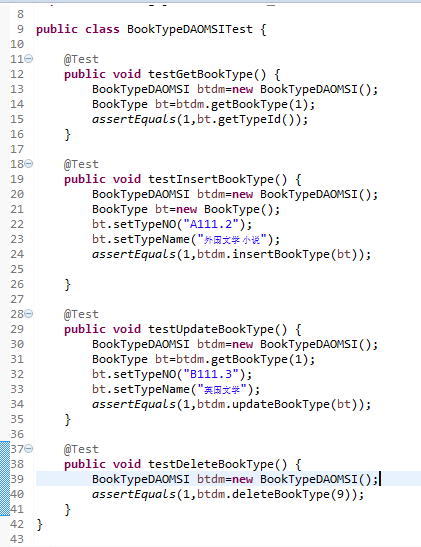 8
9 public class BookTypeDAOMSITest {
10
11 @Test
12 public void testGetBookType() {
13 BookTypeDAOMSI btdm=new BookTypeDAOMSI();
14 BookType bt=btdm.getBookType(1);
15 assertEquals(1,bt.getTypeId());
16 }
17
18 @Test
19 public void testInsertBookType() {
20 BookTypeDAOMSI btdm=new BookTypeDAOMSI();
21 BookType bt=new BookType();
22 bt.setTypeNO("A111.2");
23 bt.setTypeName("外国文学小说");
24 assertEquals(1,btdm.insertBookType(bt));
25
26 }
27
28 @Test
29 public void testUpdateBookType() {
30 BookTypeDAOMSI btdm=new BookTypeDAOMSI();
31 BookType bt=btdm.getBookType(1);
32 bt.setTypeNO("B111.3");
33 bt.setTypeName("英国文学");
34 assertEquals(1,btdm.updateBookType(bt));
35 }
36
37 @Test
38 public void testDeleteBookType() {
39 BookTypeDAOMSI btdm=new BookTypeDAOMSI();
40 assertEquals(1,btdm.deleteBookType(9));
41 }
42 }
43